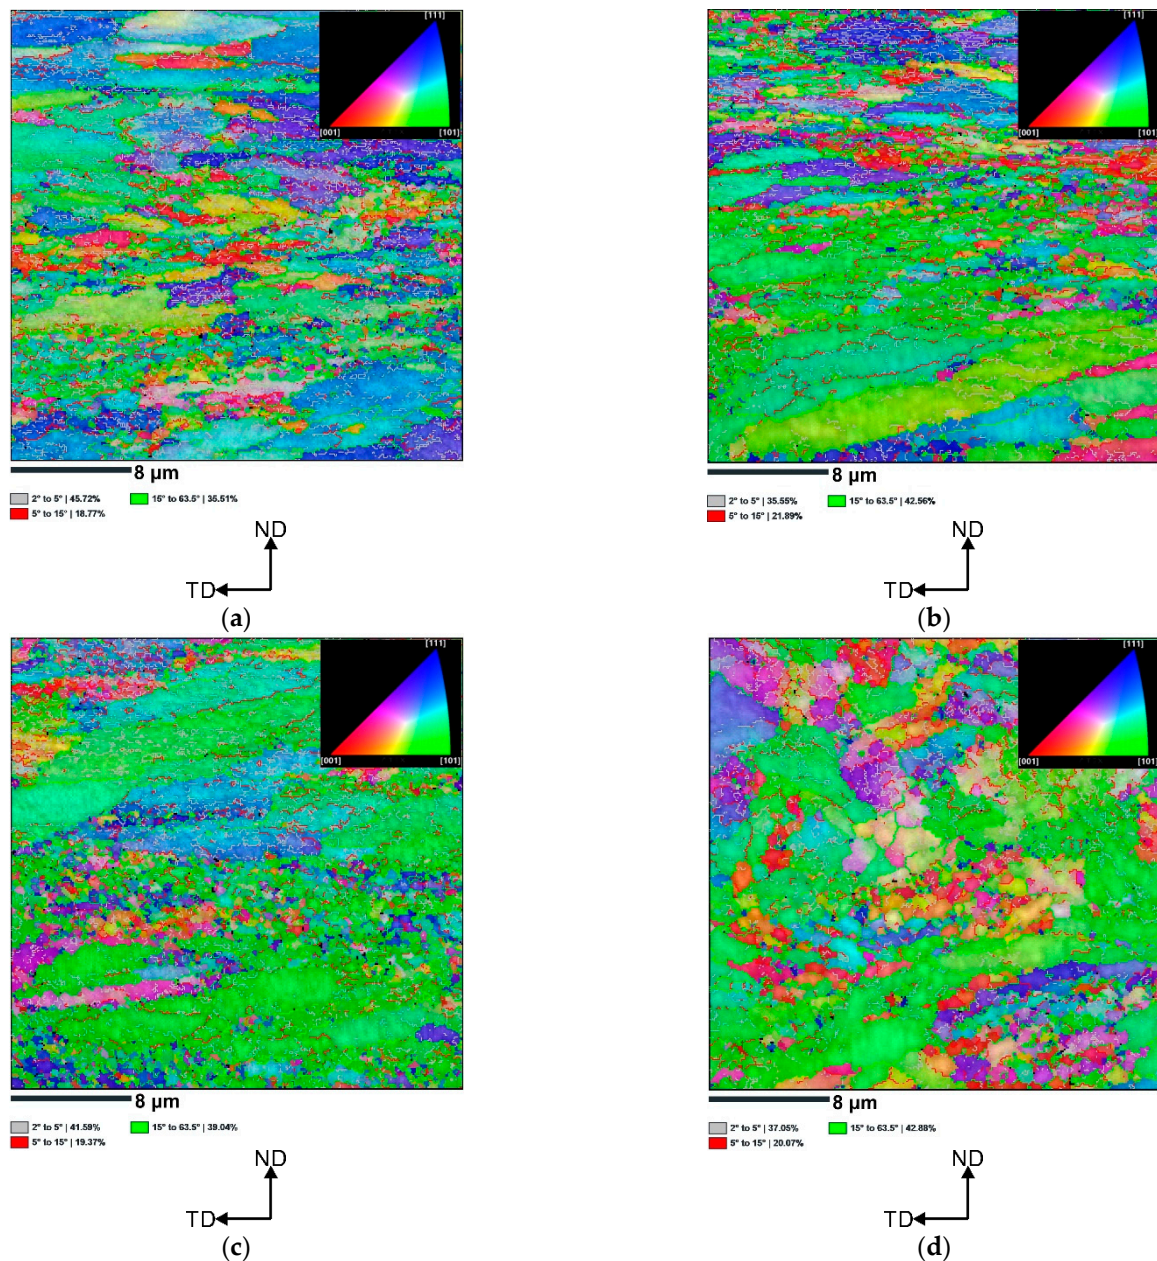 [111]
[001] [101]
8 µm
2° to 5° | 45.72% 15° to 63.5° | 35.51%
5° to 15° | 18.77%
ND
TD
(a)
[111]
[001] [101]
8 µm
2° to 5° | 35.55% 15° to 63.5° | 42.56%
5° to 15° | 21.89%
ND
TD
(b)
[111]
[001] [101]
8 µm
2° to 5° | 41.59% 15° to 63.5° | 39.04%
5° to 15° | 19.37%
ND
TD
(c)
[111]
[001] [101]
8 µm
2° to 5° | 37.05% 15° to 63.5° | 42.88%
5° to 15° | 20.07%
ND
TD
(d)